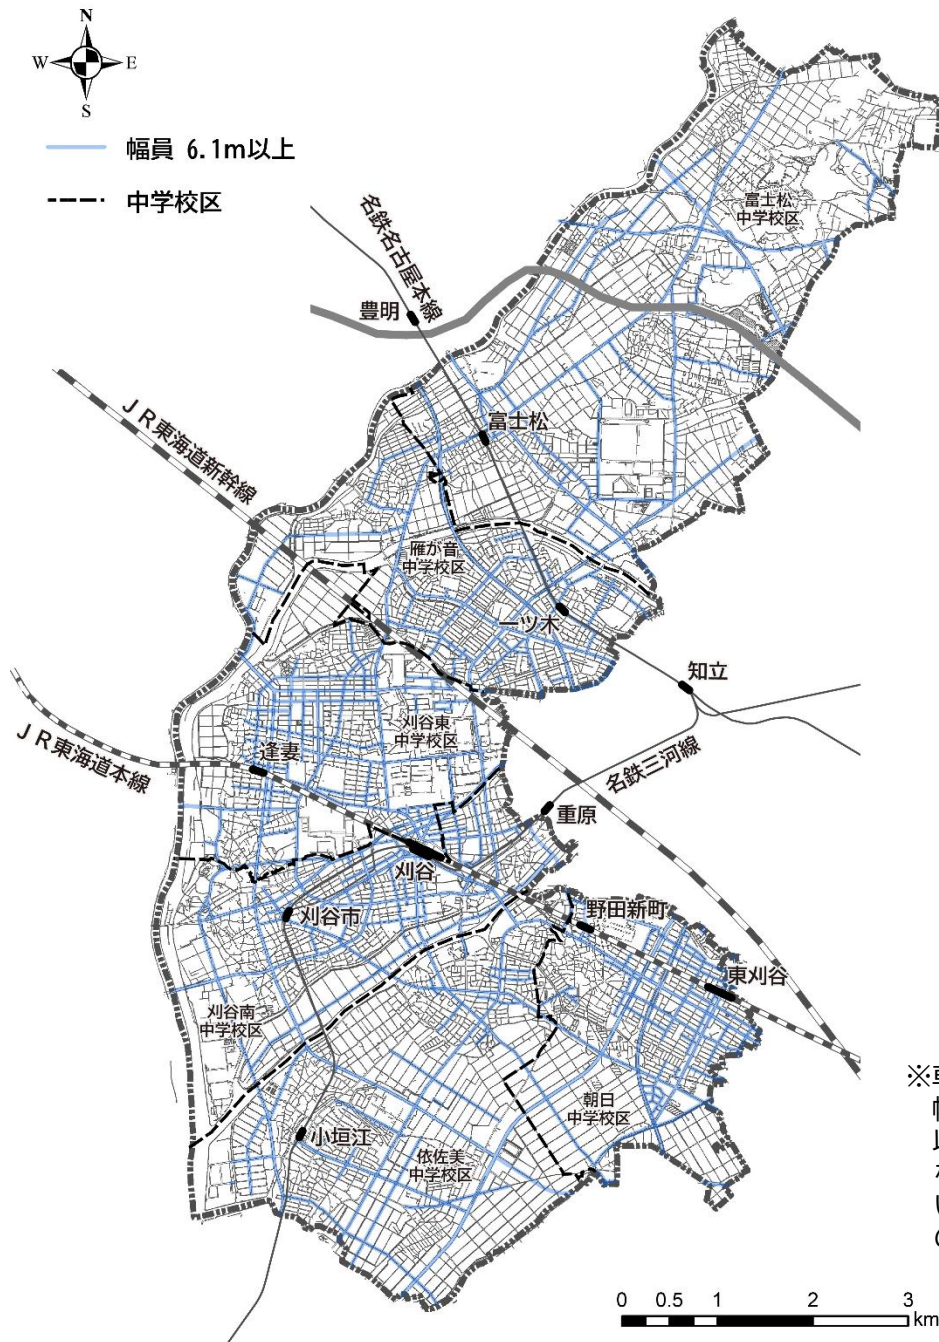 N
W
E
S
幅員 6.1m以上
中学校区
名鉄名古屋本線
富士松
中学校区
豊明
JR東海道新幹線
富士松
雁が音
中学校区
一ツ木
知立
刈谷東
中学校区
JR東海道本線
逢妻
名鉄三河線
重原
刈谷
刈谷市
野田新町
東刈谷
刈谷南
中学校区
朝日
中学校区
小垣江
依佐美
中学校区
0 0.5 1 2 3
km